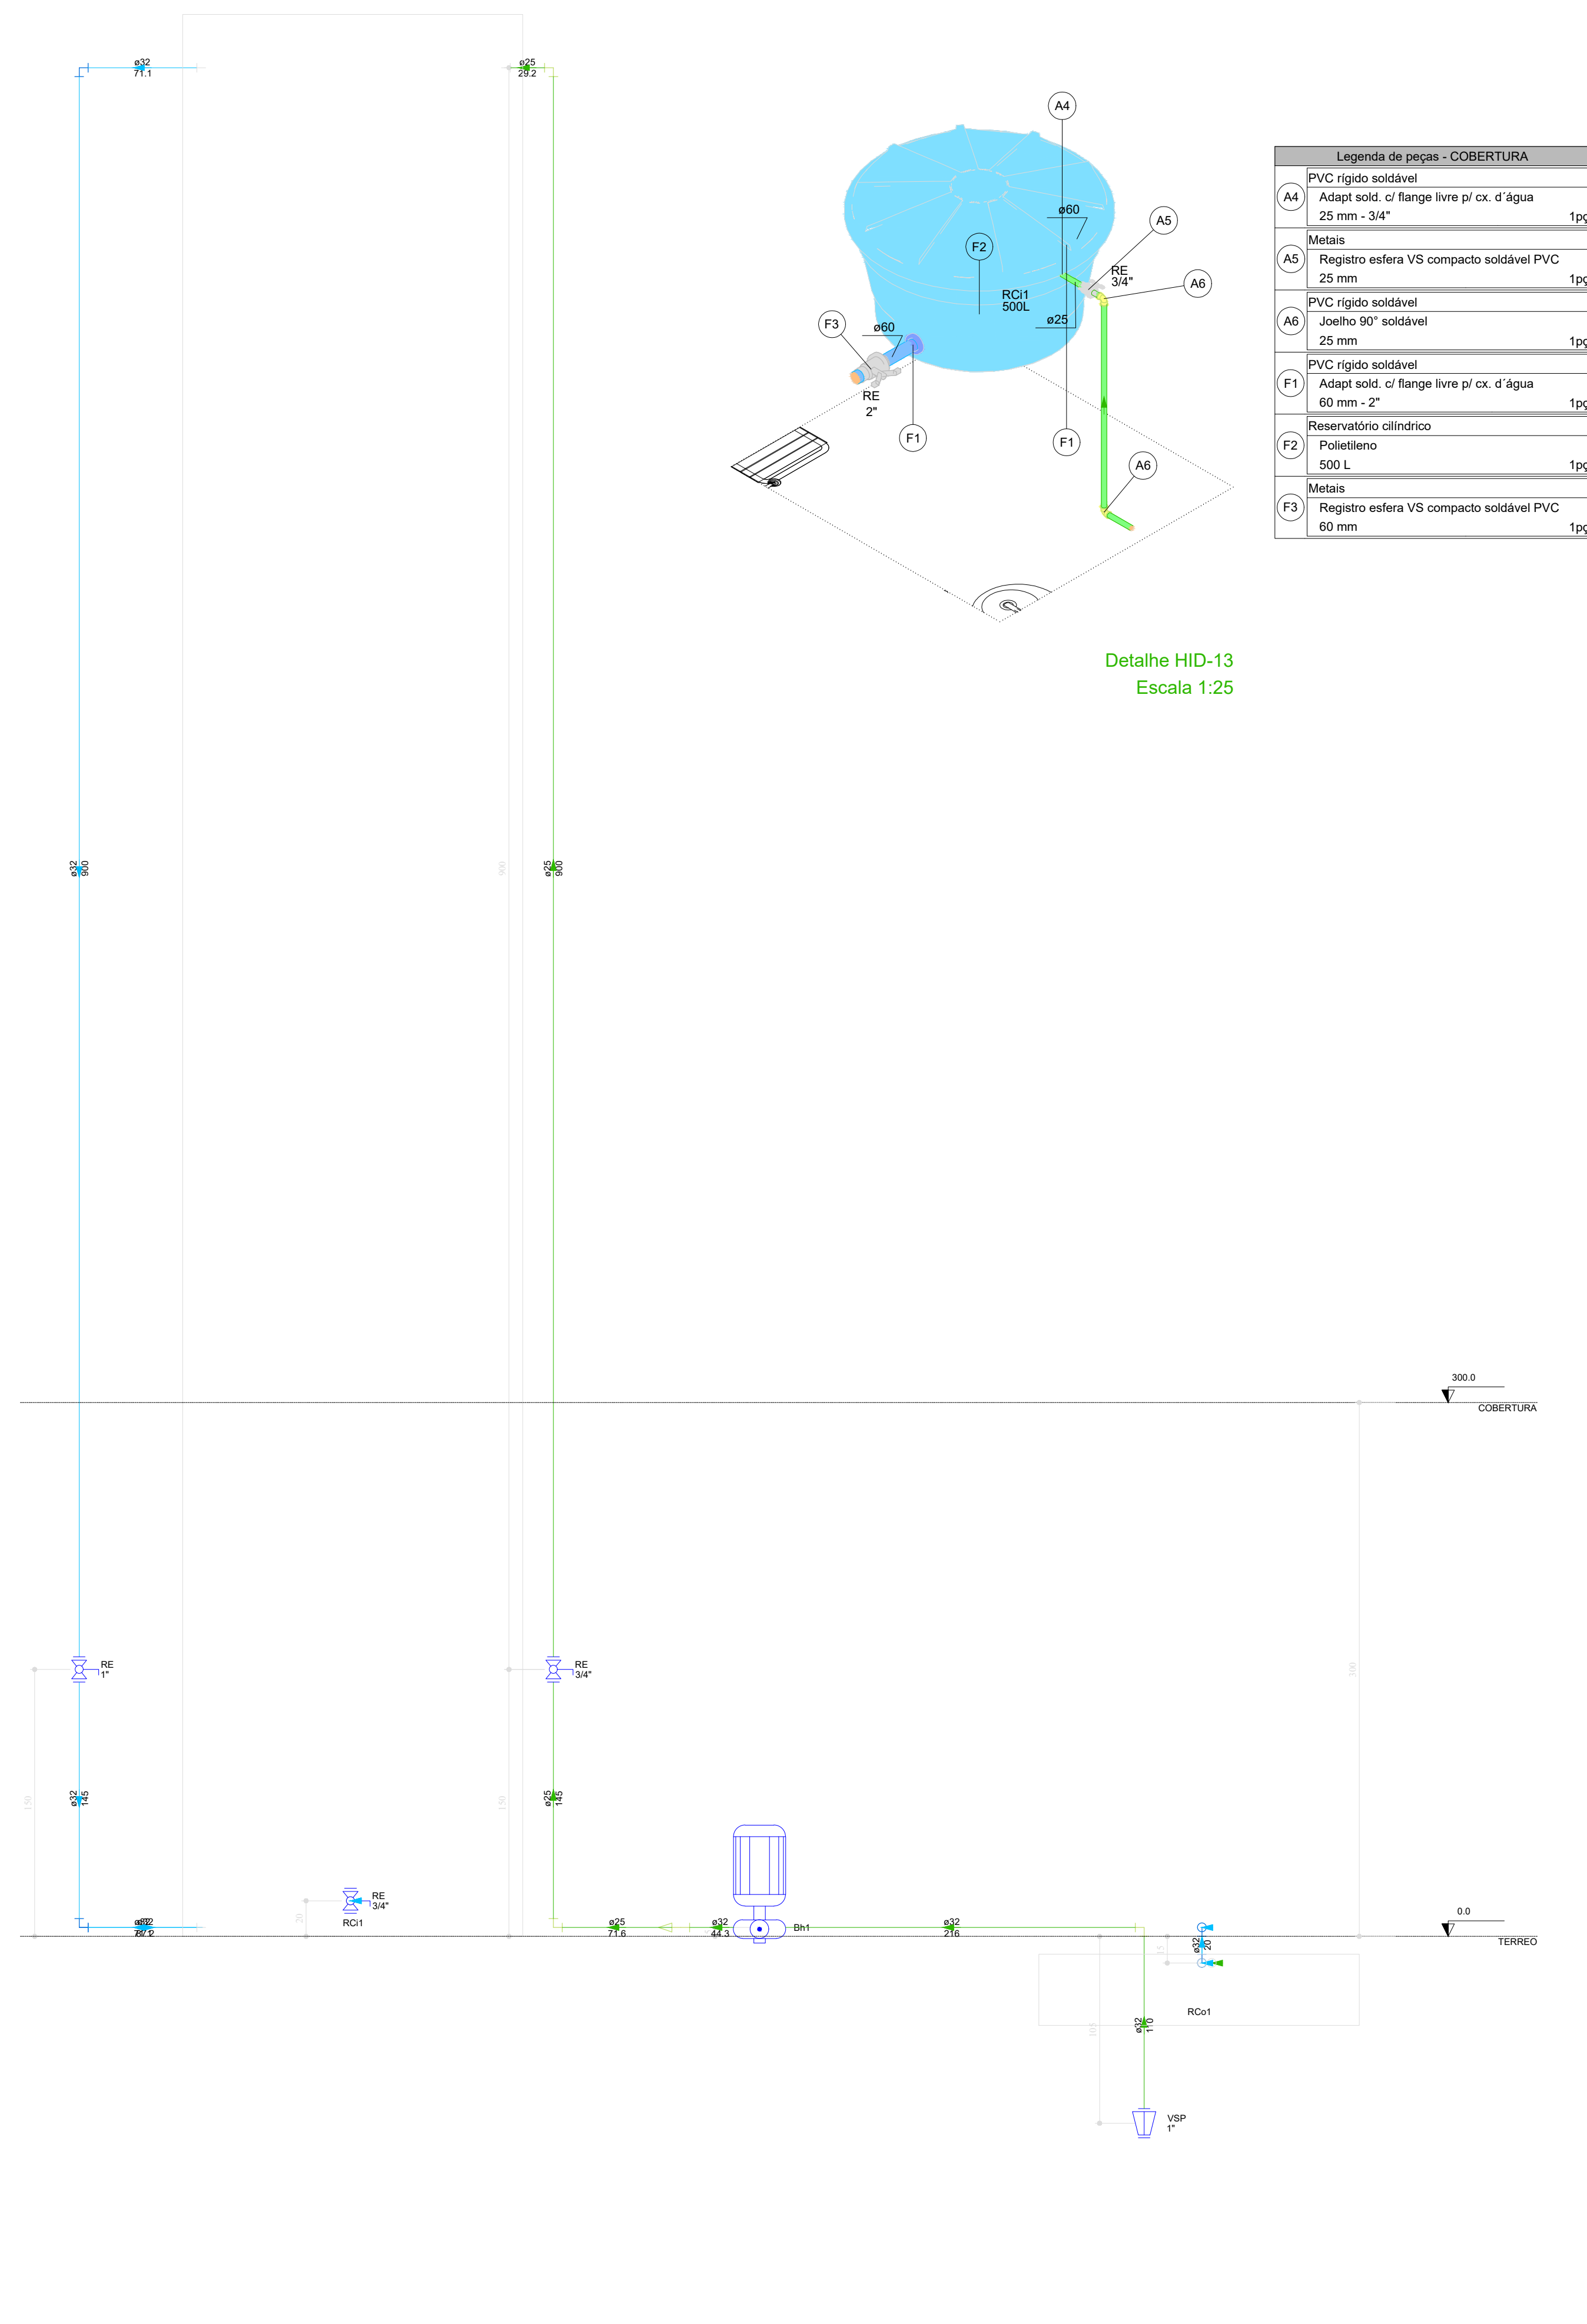 ø32
71.1
ø25
29.2
A4
ø60
A5
F2
RE
3/4"
A6
RCi1
500L
F3
ø60
ø25
RE
2"
F1
F1
A6
Detalhe HID-13
Escala 1:25
Legenda de peças - COBERTURA
PVC rígido soldável
A4
Adapt sold. c/ flange livre p/ cx. d´água
25 mm - 3/4"
Metais
A5
Registro esfera VS compacto soldável PVC
25 mm
PVC rígido soldável
A6
Joelho 90° soldável
25 mm
PVC rígido soldável
F1
Adapt sold. c/ flange livre p/ cx. d´água
60 mm - 2"
Reservatório cilíndrico
F2
Polietileno
500 L
Metais
F3
Registro esfera VS compacto soldável PVC
60 mm
ø32
900
900
ø25
900
300.0
COBERTURA
RE
1"
RE
3/4"
300
150
ø32
145
150
ø25
145
RE
3/4"
20
RCi1
ø25
71.6
ø32
44.3
Bh1
ø32
216
0.0
TERREO
ø32
20
15
RCo1
105
ø32
110
VSP
1"